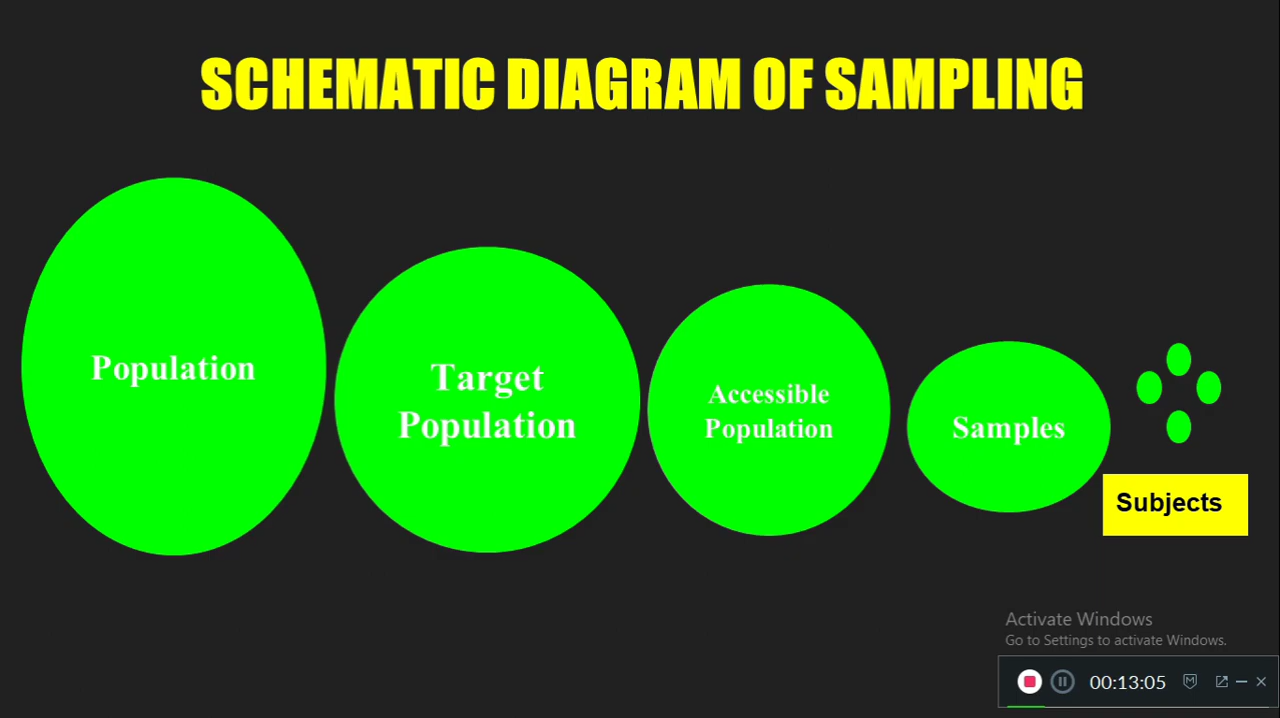 SCHEMATIC DIAGRAM OF SAMPLING
Population
Target
Population
Accessible
Population
Samples
Subjects
Activate Windows
Go to Settings to activate Windows.
00:13:05